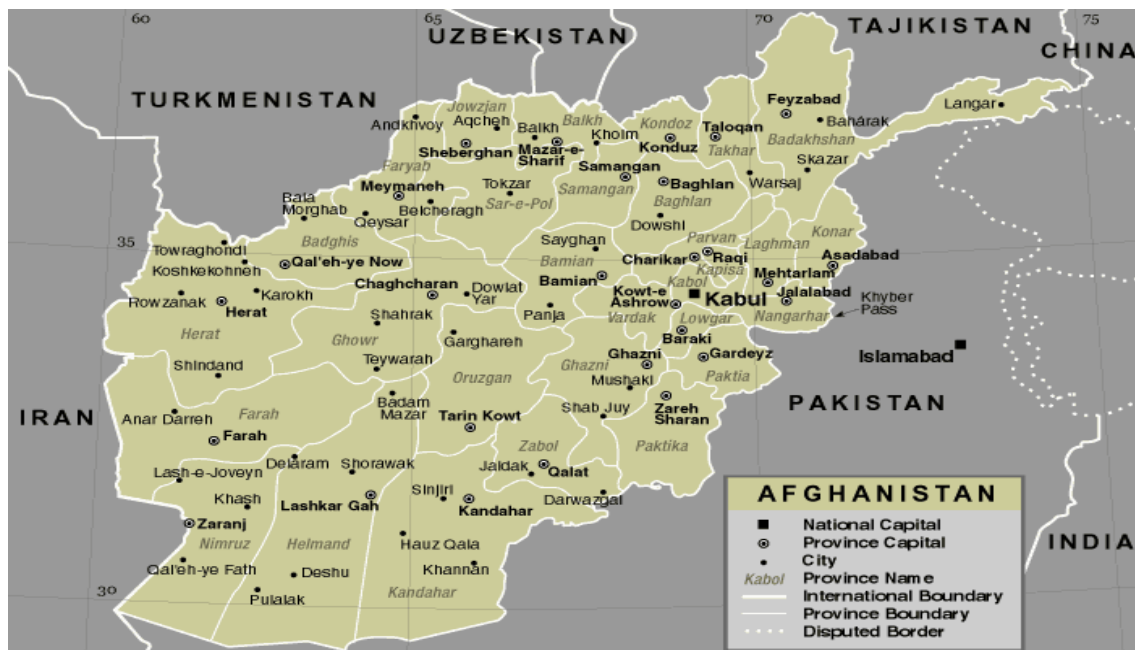 60
65
70
75
UZBEKISTAN
TAJIKISTAN
CHINA
TURKMENISTAN
Jowzjan
Aqcheh
Andkhvoy
Balkh
Balkh
Kholm
Kondoz
Taloqan
Feyzabad
Baharak
Langar
Sheberghan
Mazar-e-
Sharif
Konduz
Takhar
Badakhshan
Faryab
Samangan
Skazar
Meymaneh
Tokzar
Samangan
Baghlan
Warsaj
Bala
Morghab
Qeysar
Belcheragh
Sar-e-Pol
Baghlan
Dowshi
35
Towraghondi
Badghis
Sayghan
Parvan
Laghman
Konar
Koshkekohneh
Qal'eh-ye Now
Bamian
Charikar
Raqi
Kapisa
Asadabad
Chaghcharan
Bamian
Kabol
Mehtarlam
Rowzanak
Karokh
Dowlat
Yar
Kowt-e
Ashrow
Kabul
Jalalabad
Khyber
Pass
Herat
Shahrak
Panja
Vardak
Lowgar
Nangarhar
Herat
Ghowr
Garghareh
Baraki
Islamabad
Shindand
Teywarah
Ghazni
Ghazni
Gardeyz
Oruzgan
Mushaki
Paktia
IRAN
Anar Darreh
Farah
Badam
Mazar
Tarin Kowt
Shab Juy
Zareh
Sharan
PAKISTAN
Farah
Zabol
Paktika
Lash-e-Joveyn
Delaram
Shorawak
Jaldak
Qalat
Khash
Lashkar Gah
Sinjiri
Kandahar
Darwazgai
Zaranj
Nimruz
Helmand
Hauz Qala
Qal'eh-ye Fath
Deshu
Khannan
30
Pulalak
Kandahar
INDIA
AFGHANISTAN
National Capital
Province Capital
City
Kabol Province Name
International Boundary
Province Boundary
Disputed Border